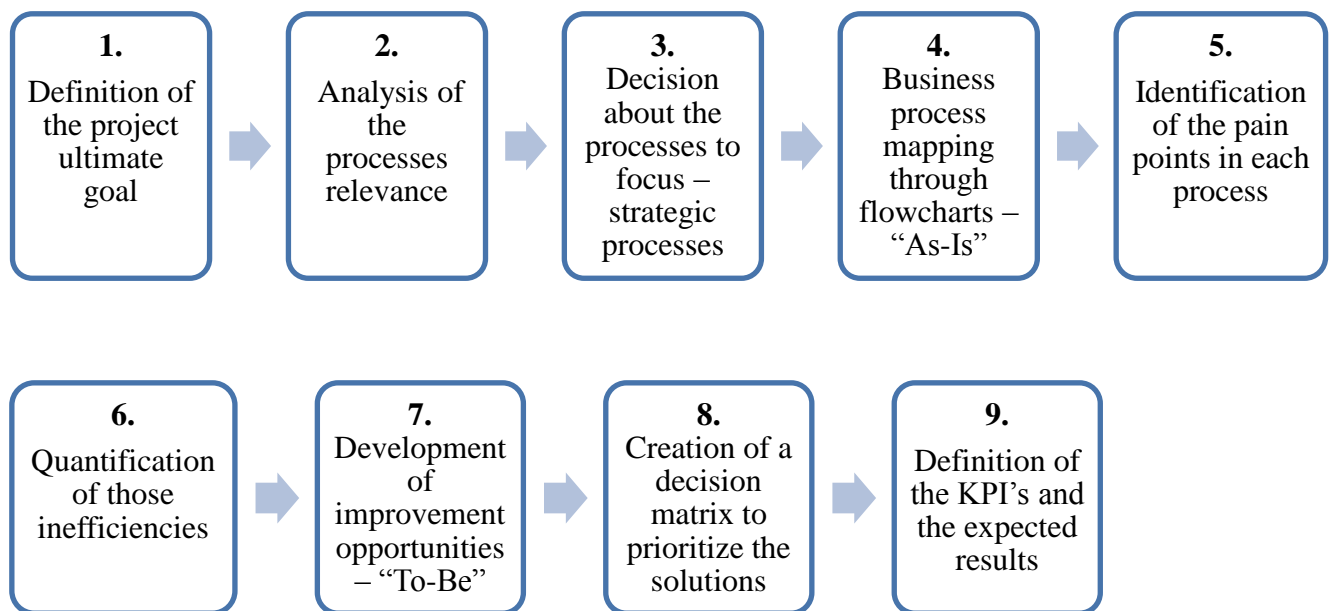 1.
Definition of
the project
ultimate
goal
2.
Analysis of
the
processes
relevance
3.
Decision
about the
processes to
focus –
strategic
processes
4.
Business
process
mapping
through
flowcharts –
“As-Is”
5.
Identification
of the pain
points in each
process
6.
Quantification
of those
inefficiencies
7.
Development
of
improvement
opportunities
– “To-Be”
8.
Creation of a
decision
matrix to
prioritize the
solutions
9.
Definition of
the KPI's and
the expected
results